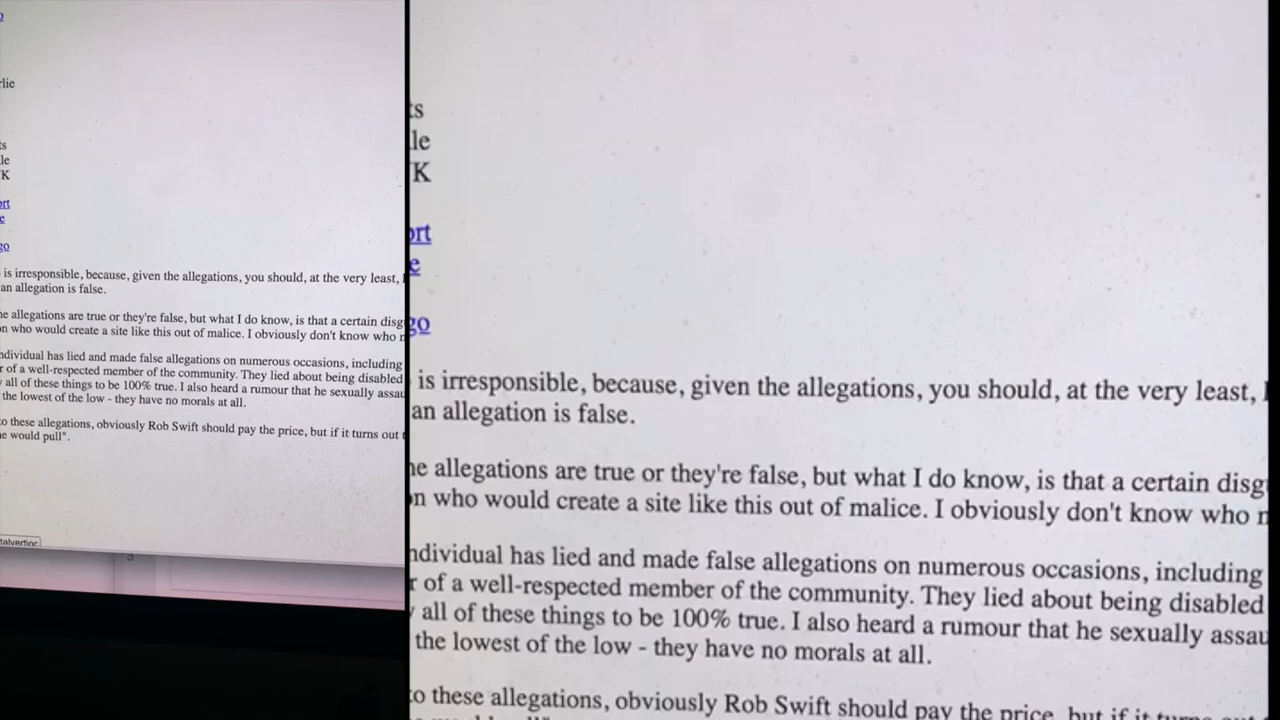 rlie
ts
le
K
ort
e
go
is irresponsible, because, given the allegations, you should, at the very least,
an allegation is false.
he allegations are true or they're false, but what I do know, is that a certain disg
on who would create a site like this out of malice. I obviously don't know who
ndividual has lied and made false allegations on numerous occasions, including
r of a well-respected member of the community. They lied about being disabled
all of these things to be 100% true. I also heard a rumour that he sexually assau
the lowest of the low - they have no morals at all.
to these allegations, obviously Rob Swift should pay the price, but if it turns out
e would pull".
ts
le
K
ort
e
go
is irresponsible, because, given the allegations, you should, at the very least,
an allegation is false.
he allegations are true or they're false, but what I do know, is that a certain disg
on who would create a site like this out of malice. I obviously don't know who
ndividual has lied and made false allegations on numerous occasions, including
r of a well-respected member of the community. They lied about being disabled
all of these things to be 100% true. I also heard a rumour that he sexually assau
the lowest of the low - they have no morals at all.
to these allegations, obviously Rob Swift should pay the price, but if it turns out